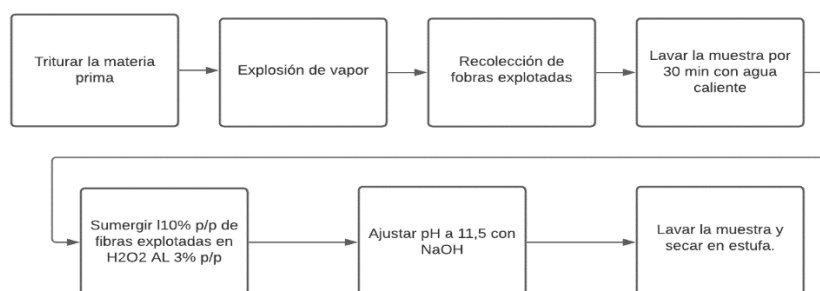 Triturar la materia
prima
Explosión de vapor
Recolección de
fobras explotadas
Lavar la muestra por
30 min con agua
caliente
Sumergir l10% p/p de
fibras explotadas en
H2O2 AL 3% p/p
Ajustar pH a 11,5 con
NaOH
Lavar la muestra y
secar en estufa.